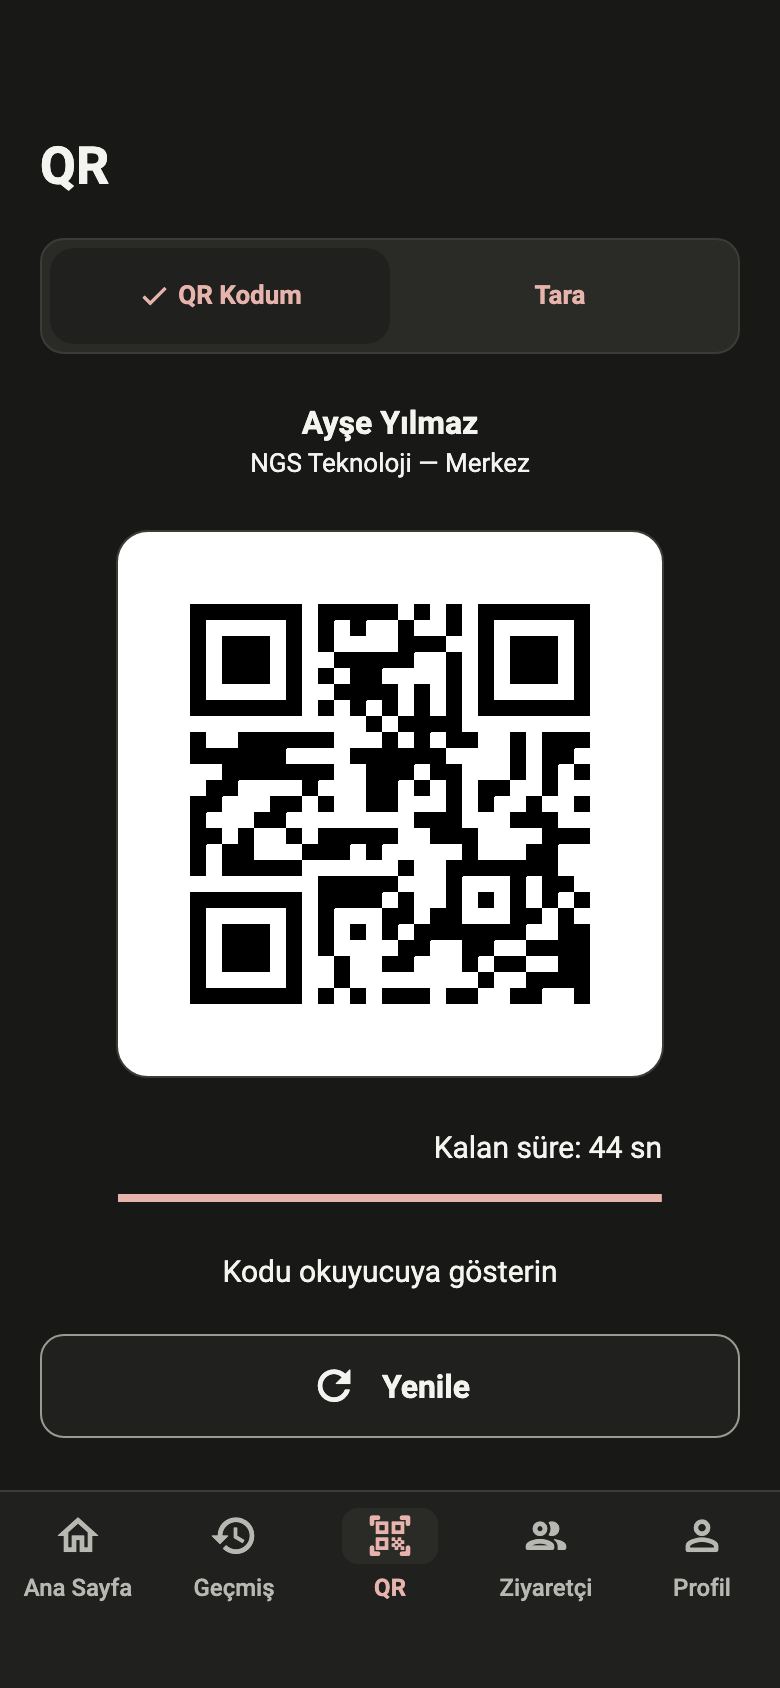 QR
QR Kodum
Tara
Ayşe Yılmaz
NGS Teknoloji — Merkez
Kalan süre: 44 sn
Kodu okuyucuya gösterin
Yenile
Ana Sayfa
Geçmiş
QR
Ziyaretçi
Profil